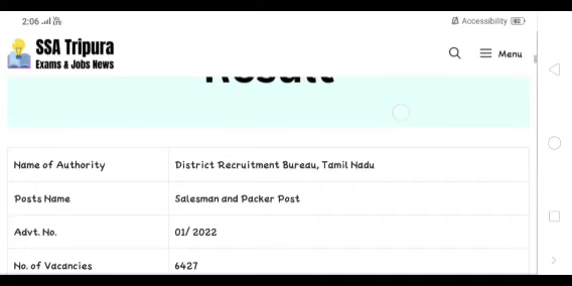 2:06
Accessibility
SSA Tripura
Exams & Jobs News
Menu
Result
Name of Authority District Recruitment Bureau, Tamil Nadu
Posts Name Salesman and Packer Post
Advt. No. 01/ 2022
No. of Vacancies 6427